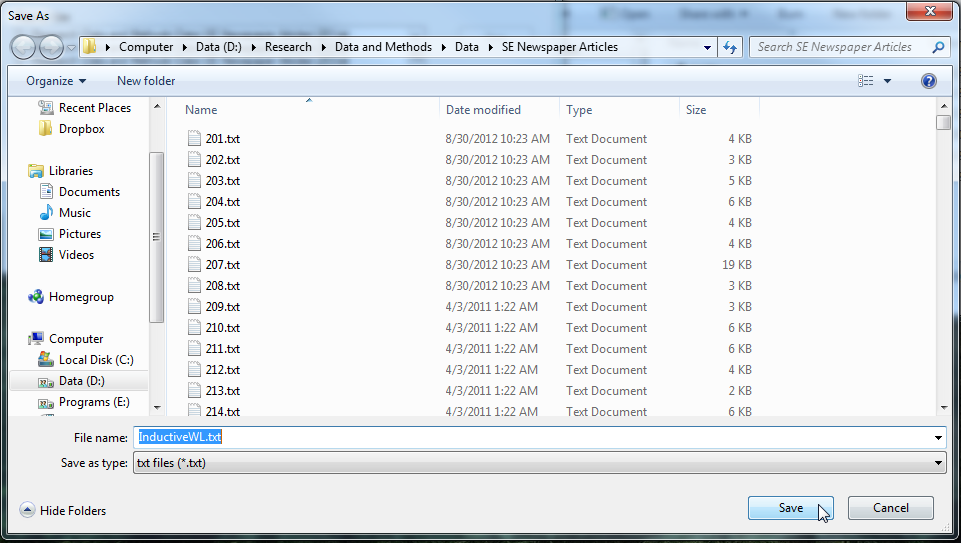 Save As
Computer Data (D:) Research Data and Methods Data SE Newspaper Articles Search SE Newspaper Articles
Organize New folder
Recent Places
Dropbox
Libraries
Documents
Music
Pictures
Videos
Homegroup
Computer
Local Disk (C:)
Data (D:)
Programs (E:)
Name Date modified Type Size
201.txt 8/30/2012 10:23 AM Text Document 4 KB
202.txt 8/30/2012 10:23 AM Text Document 3 KB
203.txt 8/30/2012 10:23 AM Text Document 5 KB
204.txt 8/30/2012 10:23 AM Text Document 6 KB
205.txt 8/30/2012 10:23 AM Text Document 4 KB
206.txt 8/30/2012 10:23 AM Text Document 4 KB
207.txt 8/30/2012 10:23 AM Text Document 19 KB
208.txt 8/30/2012 10:23 AM Text Document 3 KB
209.txt 4/3/2011 1:22 AM Text Document 3 KB
210.txt 4/3/2011 1:22 AM Text Document 6 KB
211.txt 4/3/2011 1:22 AM Text Document 6 KB
212.txt 4/3/2011 1:22 AM Text Document 4 KB
213.txt 4/3/2011 1:22 AM Text Document 2 KB
214.txt 4/3/2011 1:22 AM Text Document 6 KB
File name: InductiveWL.txt
Save as type: txt files (*.txt)
Hide Folders Save Cancel